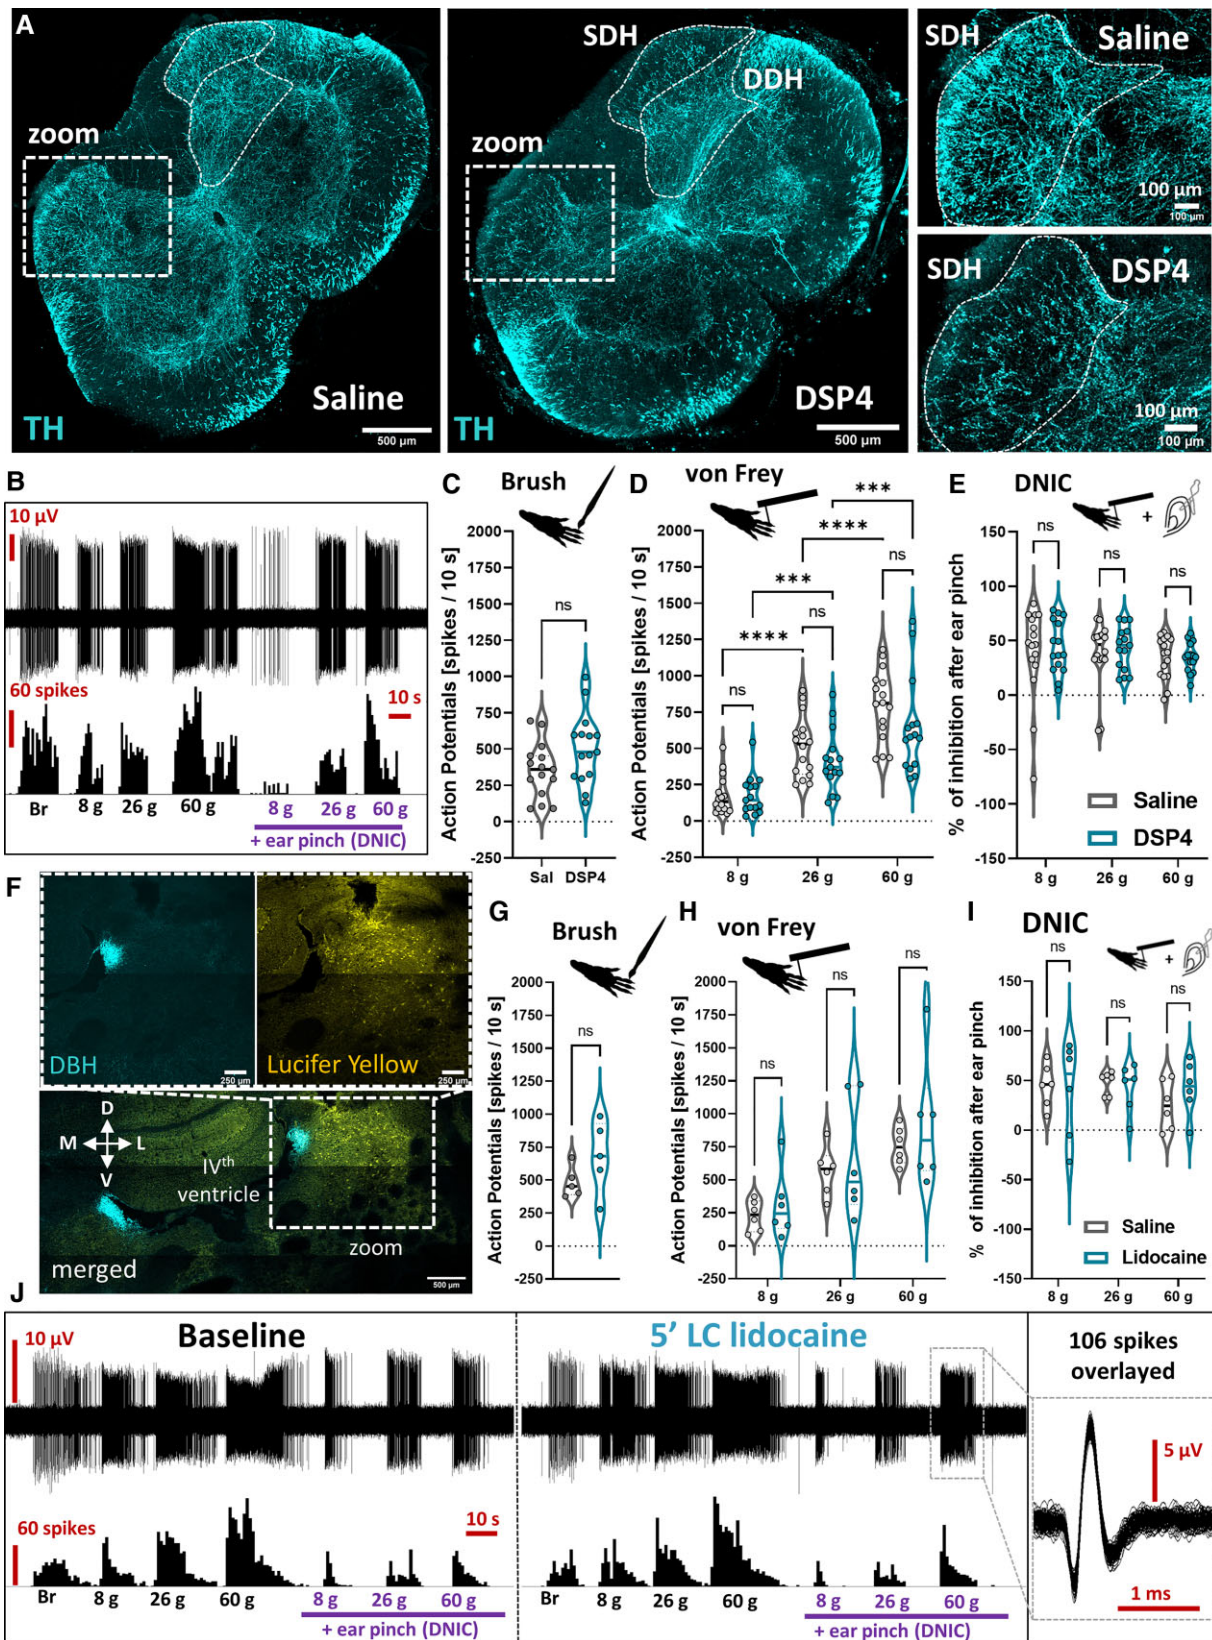 A
zoom
TH
Saline
500 µm
SDH
DDH
zoom
TH
DSP4
500 µm
SDH
Saline
100 µm
100 µm
SDH
DSP4
100 µm
100 µm
B
10 µV
60 spikes
10 s
Br 8 g 26 g 60 g 8 g 26 g 60 g
+ ear pinch (DNIC)
C
Brush
Action Potentials [spikes / 10 s]
2000
1750
1500
1250
1000
750
500
250
0
-250
ns
Sal DSP4
D
von Frey
Action Potentials [spikes / 10 s]
2000
1750
1500
1250
1000
750
500
250
0
-250
***
****
***
ns
****
ns
ns
8 g 26 g 60 g
E
DNIC
+
% of inhibition after ear pinch
150
100
50
0
-50
-100
-150
ns
ns
ns
Saline
DSP4
8 g 26 g 60 g
F
DBH
250 µm
Lucifer Yellow
250 µm
D
M L
V
IVth
ventricle
zoom
merged
500 µm
G
Brush
Action Potentials [spikes / 10 s]
2000
1750
1500
1250
1000
750
500
250
0
-250
ns
H
von Frey
Action Potentials [spikes / 10 s]
2000
1750
1500
1250
1000
750
500
250
0
-250
ns
ns
ns
8 g 26 g 60 g
I
DNIC
+
% of inhibition after ear pinch
150
100
50
0
-50
-100
-150
ns
ns
ns
Saline
Lidocaine
8 g 26 g 60 g
J
Baseline
10 µV
60 spikes
10 s
Br 8 g 26 g 60 g 8 g 26 g 60 g
+ ear pinch (DNIC)
5’ LC lidocaine
Br 8 g 26 g 60 g 8 g 26 g 60 g
+ ear pinch (DNIC)
106 spikes
overlayed
5 µV
1 ms